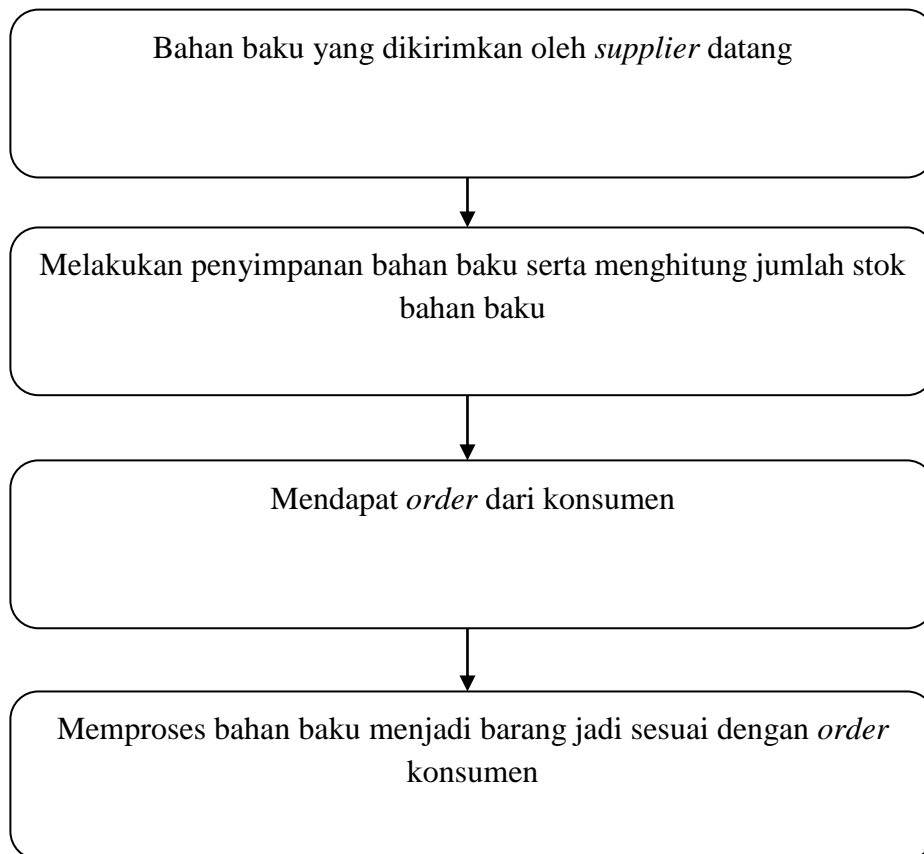 Bahan baku yang dikirimkan oleh supplier datang
Melakukan penyimpanan bahan baku serta menghitung jumlah stok
bahan baku
Mendapat order dari konsumen
Memproses bahan baku menjadi barang jadi sesuai dengan order
konsumen